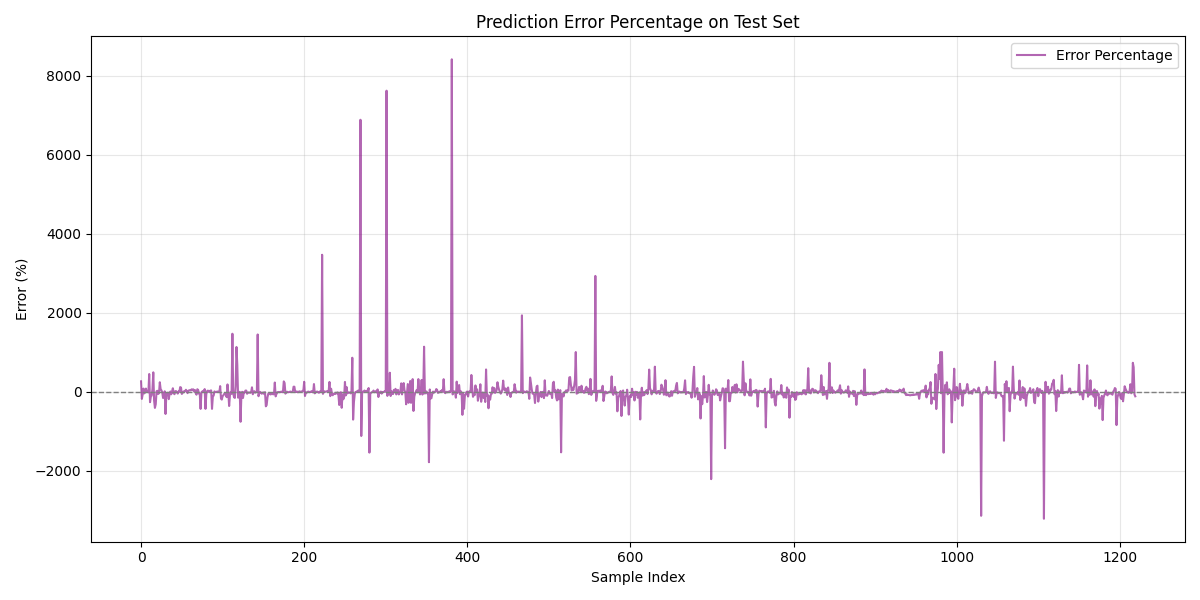 Prediction Error Percentage on Test Set
Error Percentage
8000
6000
4000
2000
0
−2000
Error (%)
0 200 400 600 800 1000 1200
Sample Index